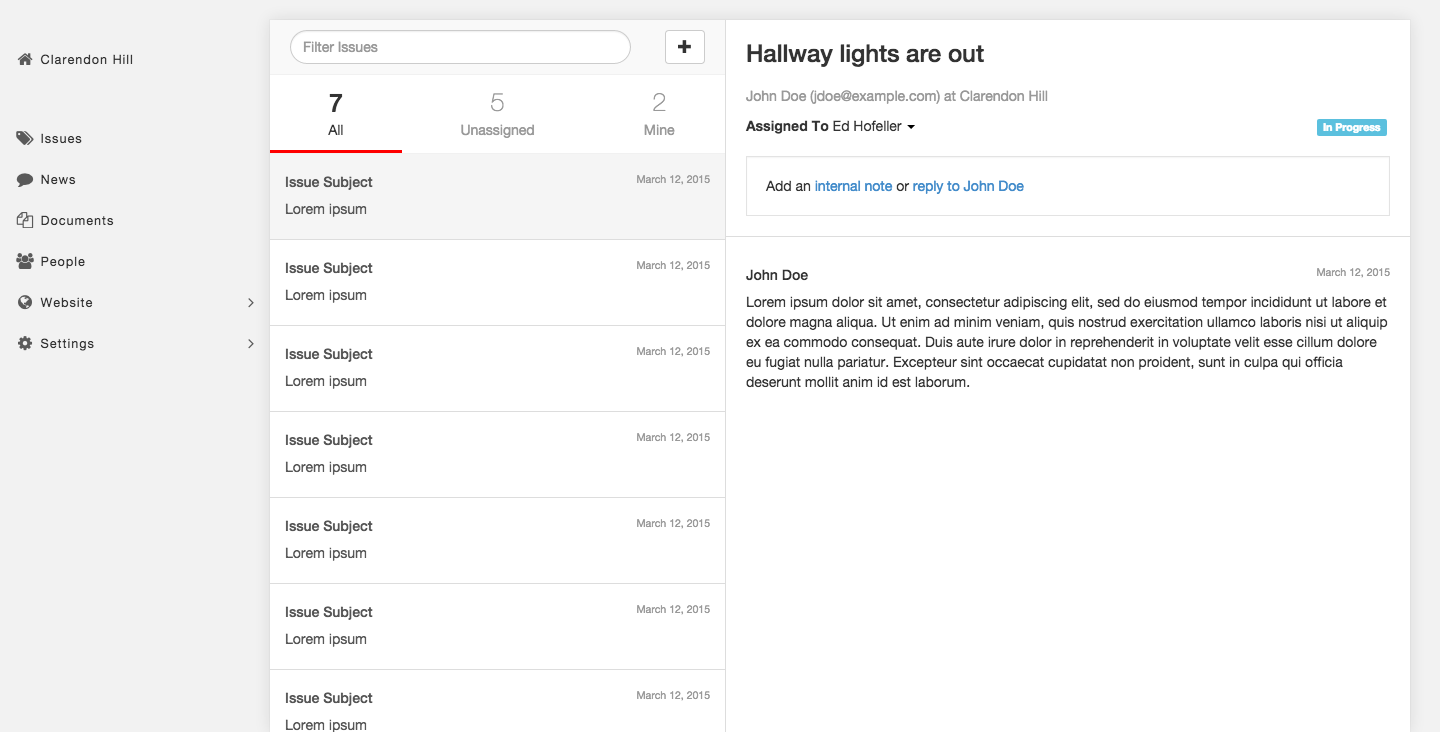 Clarendon Hill
Issues
News
Documents
People
Website
Settings
Filter Issues
7
All
5
Unassigned
2
Mine
Issue Subject
March 12, 2015
Lorem ipsum
Issue Subject
March 12, 2015
Lorem ipsum
Issue Subject
March 12, 2015
Lorem ipsum
Issue Subject
March 12, 2015
Lorem ipsum
Issue Subject
March 12, 2015
Lorem ipsum
Issue Subject
March 12, 2015
Lorem ipsum
Issue Subject
March 12, 2015
Lorem ipsum
Hallway lights are out
John Doe (jdoe@example.com) at Clarendon Hill
Assigned To Ed Hofeller
In Progress
Add an internal note or reply to John Doe
John Doe
March 12, 2015
Lorem ipsum dolor sit amet, consectetur adipiscing elit, sed do eiusmod tempor incididunt ut labore et
dolore magna aliqua. Ut enim ad minim veniam, quis nostrud exercitation ullamco laboris nisi ut aliquip
ex ea commodo consequat. Duis aute irure dolor in reprehenderit in voluptate velit esse cillum dolore
eu fugiat nulla pariatur. Excepteur sint occaecat cupidatat non proident, sunt in culpa qui officia
deserunt mollit anim id est laborum.